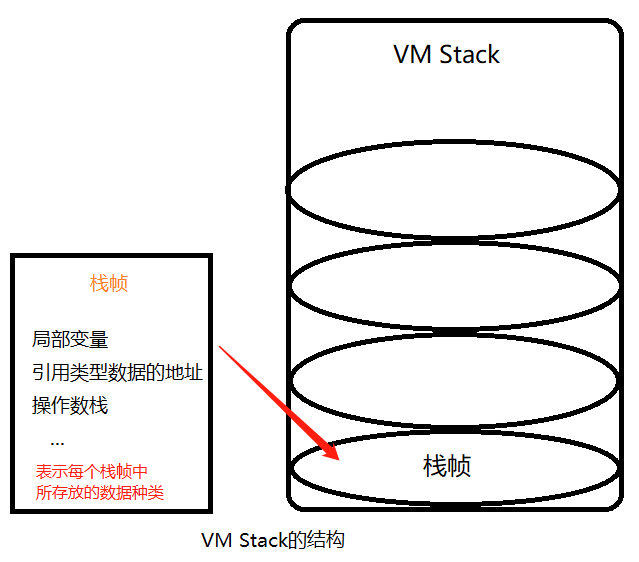 VM Stack
栈帧
局部变量
引用类型数据的地址
操作数栈
...
表示每个栈帧中
所存放的数据种类
栈帧
VM Stack的结构